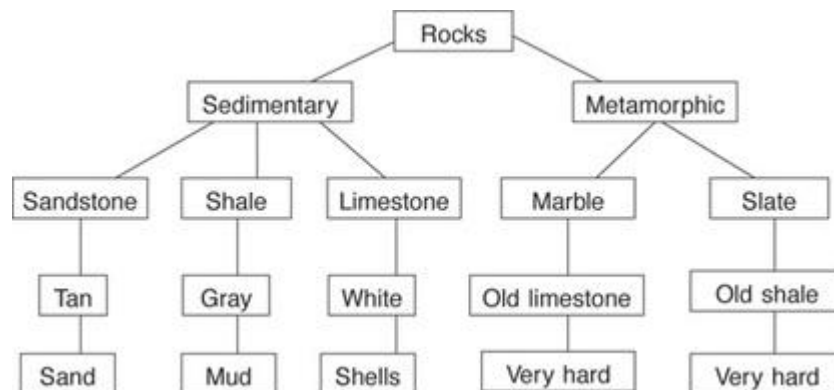 Rocks
Sedimentary Metamorphic
Sandstone Shale Limestone Marble Slate
Tan Gray White Old limestone Old shale
Sand Mud Shells Very hard Very hard